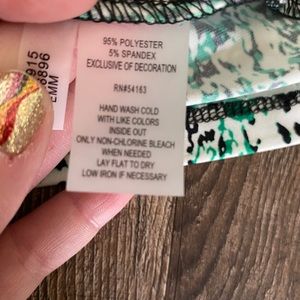 95% POLYESTER
5% SPANDEX
EXCLUSIVE OF DECORATION
RN#54163
HAND WASH COLD
WITH LIKE COLORS
INSIDE OUT
ONLY NON-CHLORINE BLEACH
WHEN NEEDED
LAY FLAT TO DRY
LOW IRON IF NECESSARY